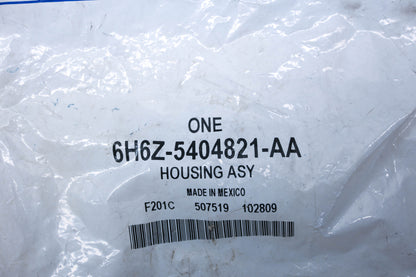 ONE
6H6Z-5404821-AA
HOUSING ASY
MADE IN MEXICO
F201C 507519 102809